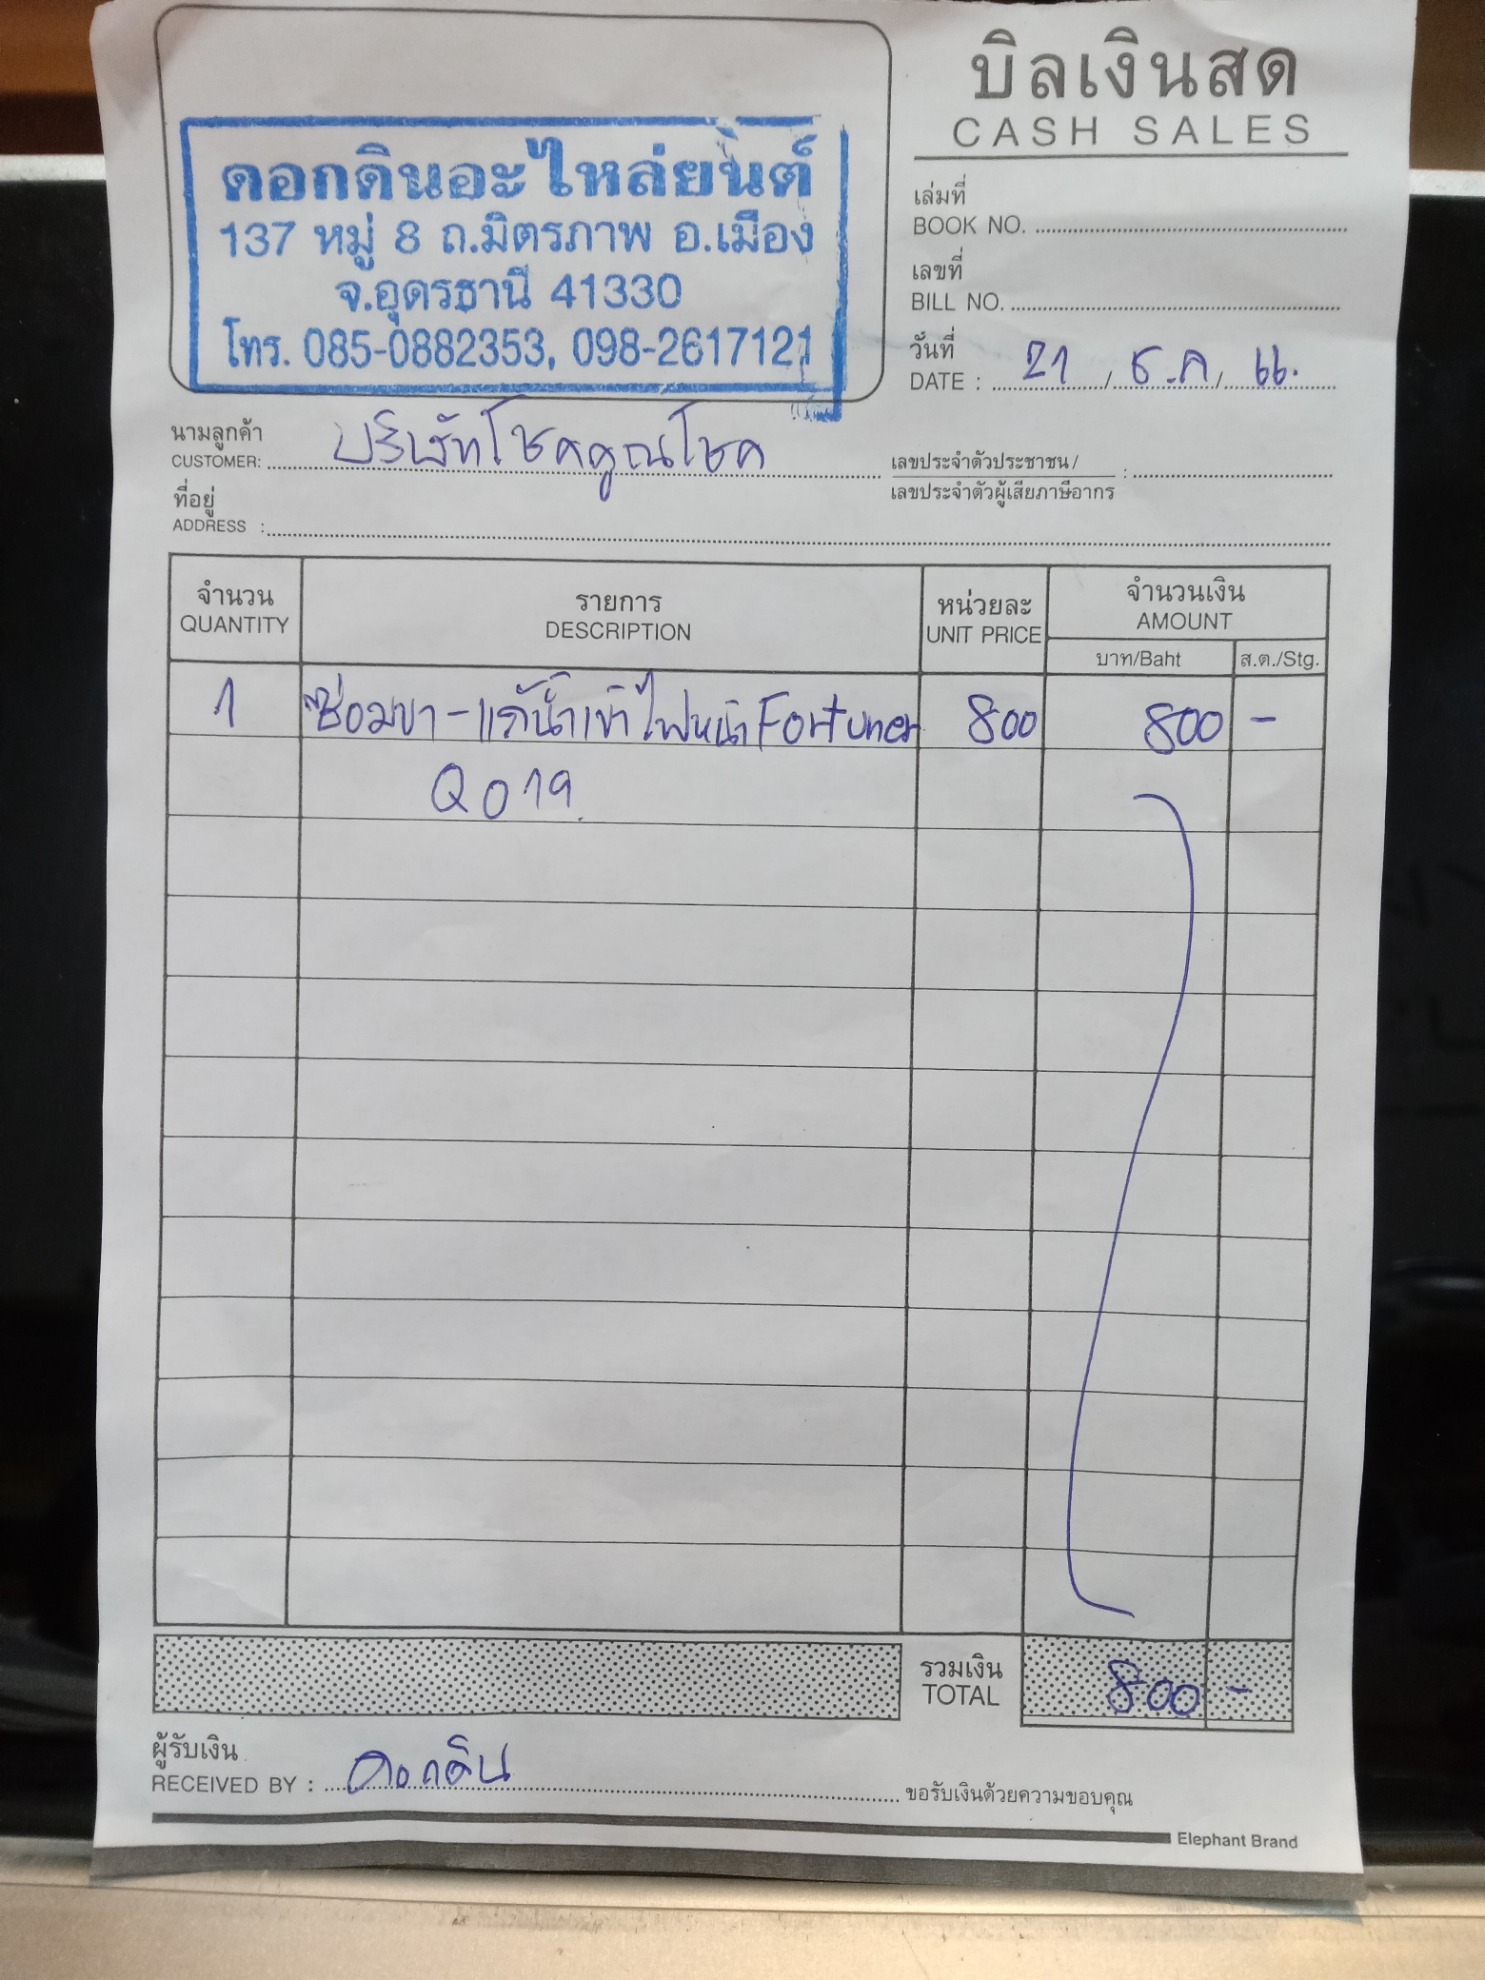 บิลเงินสด
CASH SALES
ดอกดินอะไหล่ยนต์
137 หมู่ 8 ถ.มิตรภาพ อ.เมือง
จ.อุดรธานี 41330
โทร. 085-0882353, 098-2617121
เล่มที่
BOOK NO.
เลขที่
BILL NO.
วันที่
DATE : 21 / ธ.ค / 66.
นามลูกค้า
CUSTOMER: บริษัทโชคคูณโชค
เลขประจำตัวประชาชน /
เลขประจำตัวผู้เสียภาษีอากร :
ที่อยู่
ADDRESS :
จำนวน รายการ หน่วยละ จำนวนเงิน
QUANTITY DESCRIPTION UNIT PRICE AMOUNT
บาท/Baht ส.ต./Stg.
1 ซ่อมขา-แก้น้ำเข้าไฟหน้า Fortuner 800 800 -
Q019
รวมเงิน
TOTAL 800 -
ผู้รับเงิน
RECEIVED BY : ดอกดิน ขอรับเงินด้วยความขอบคุณ
Elephant Brand